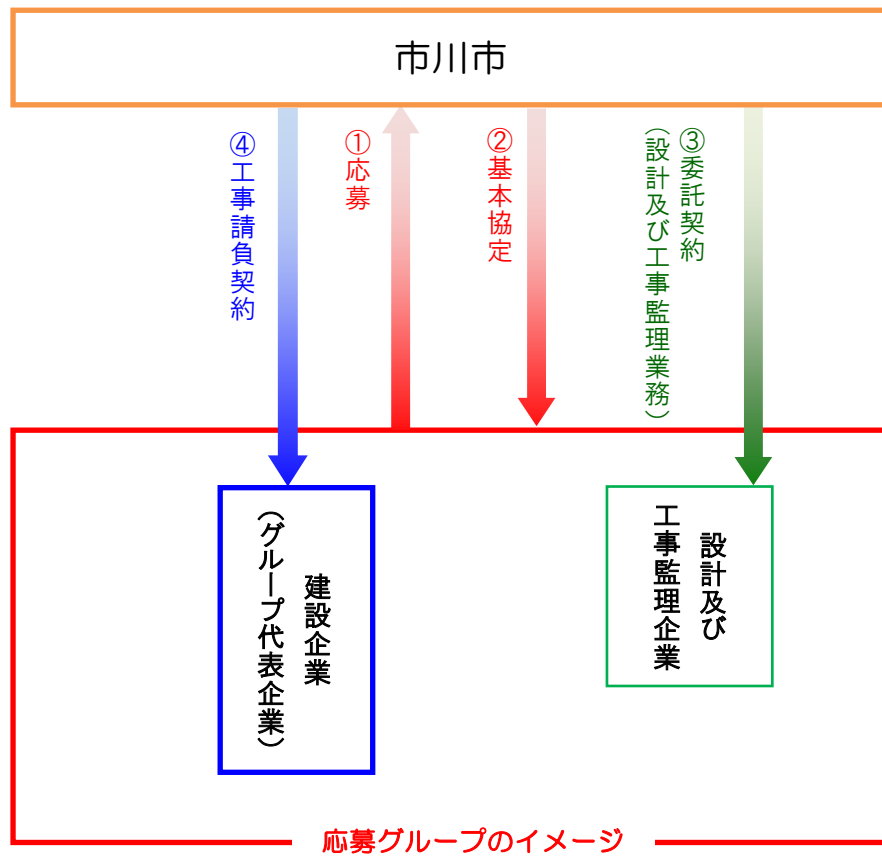 市川市
④工事請負契約
①応募
②基本協定
③委託契約
（設計及び工事監理業務）
建設企業
（グループ代表企業）
設計及び
工事監理企業
応募グループのイメージ